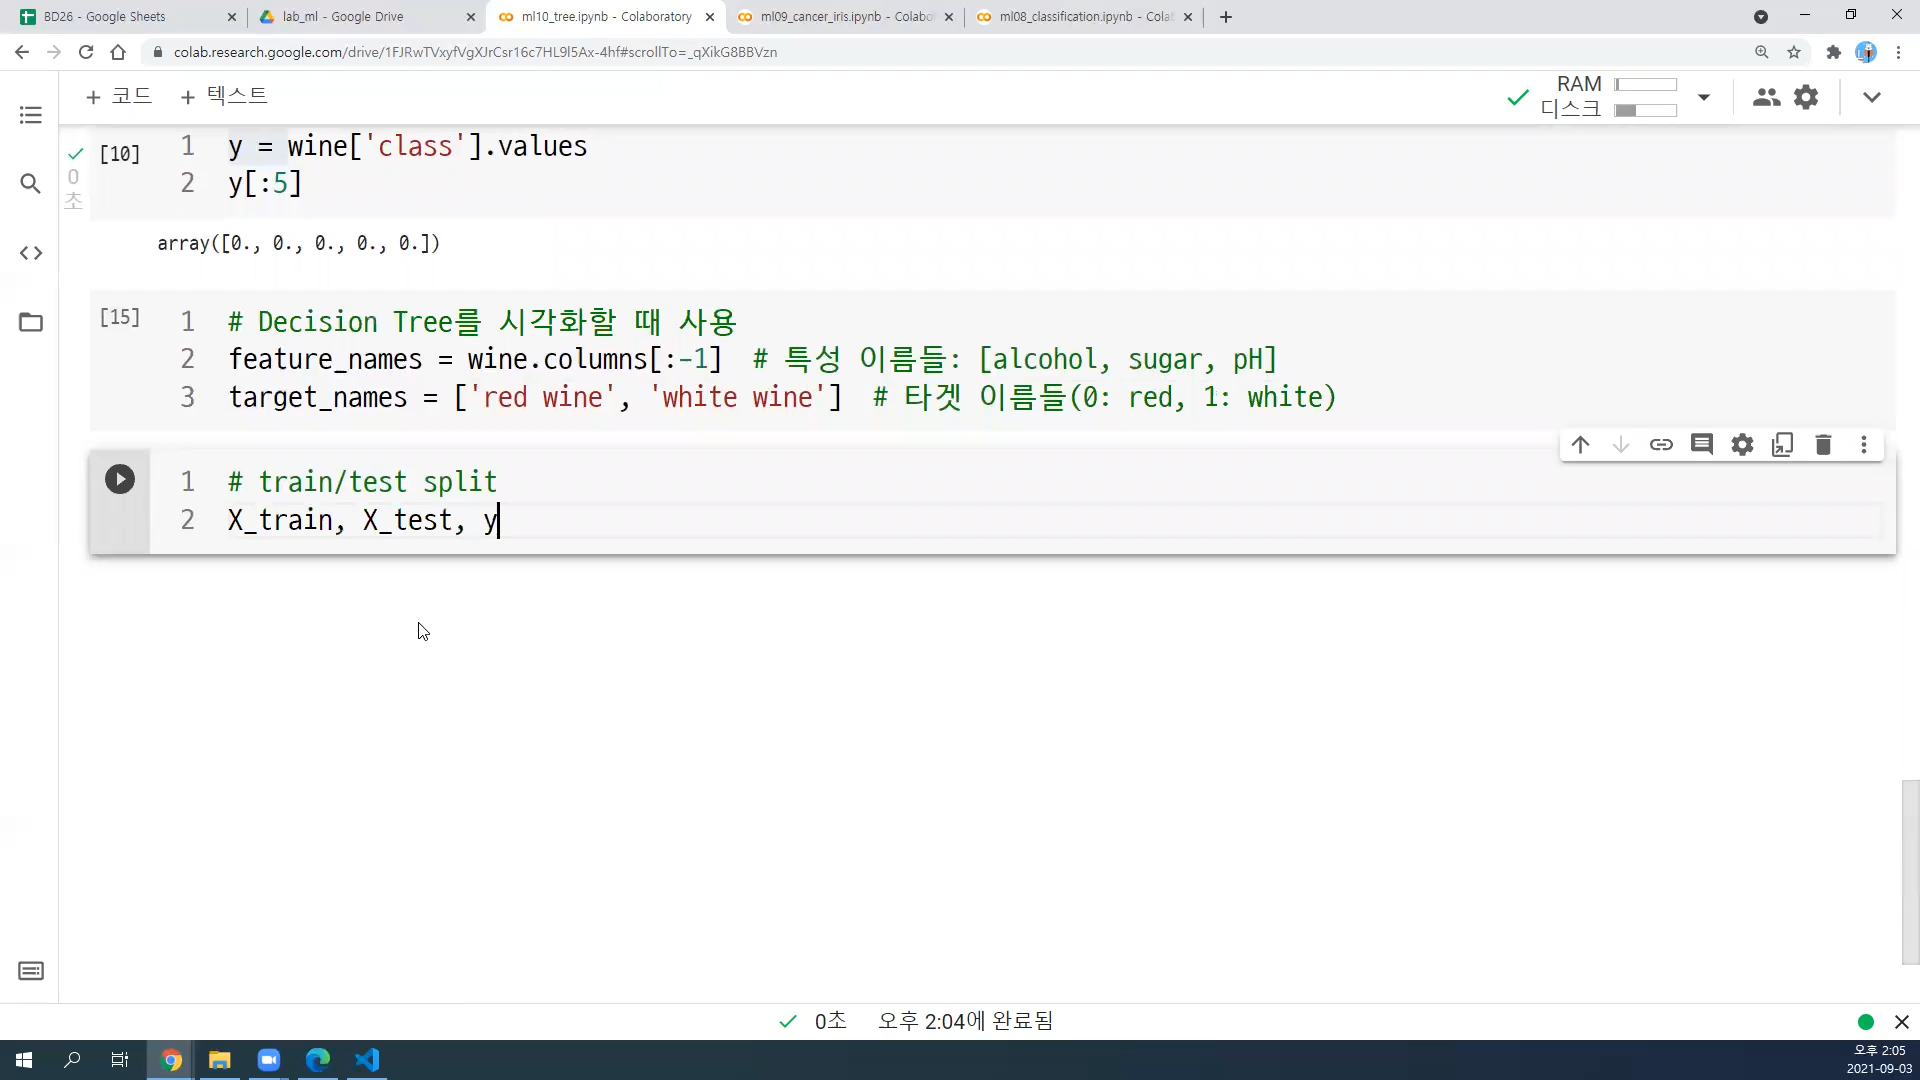 BD26 - Google Sheets
lab_ml - Google Drive
ml10_tree.ipynb - Colaboratory
ml09_cancer_iris.ipynb - Colabo
ml08_classification.ipynb - Cola
colab.research.google.com/drive/1FJRwTVxyfVgXJrCsr16c7HL9l5Ax-4hf#scrollTo=_qXikG8BBVzn
+ 코드 + 텍스트
RAM
디스크
[10]
0
초
1 y = wine['class'].values
2 y[:5]
array([0., 0., 0., 0., 0.])
[15]
1 # Decision Tree를 시각화할 때 사용
2 feature_names = wine.columns[:-1] # 특성 이름들: [alcohol, sugar, pH]
3 target_names = ['red wine', 'white wine'] # 타겟 이름들(0: red, 1: white)
1 # train/test split
2 X_train, X_test, y
0초 오후 2:04에 완료됨
오후 2:05
2021-09-03